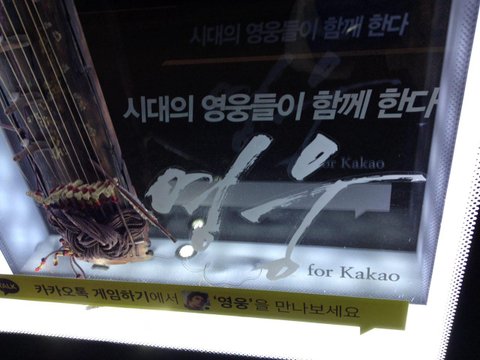 시대의 영웅들이 함께 한다
시대의 영웅들이 함께 한다
영웅
for Kakao
for Kakao
TALK 카카오톡 게임하기에서 '영웅'을 만나보세요